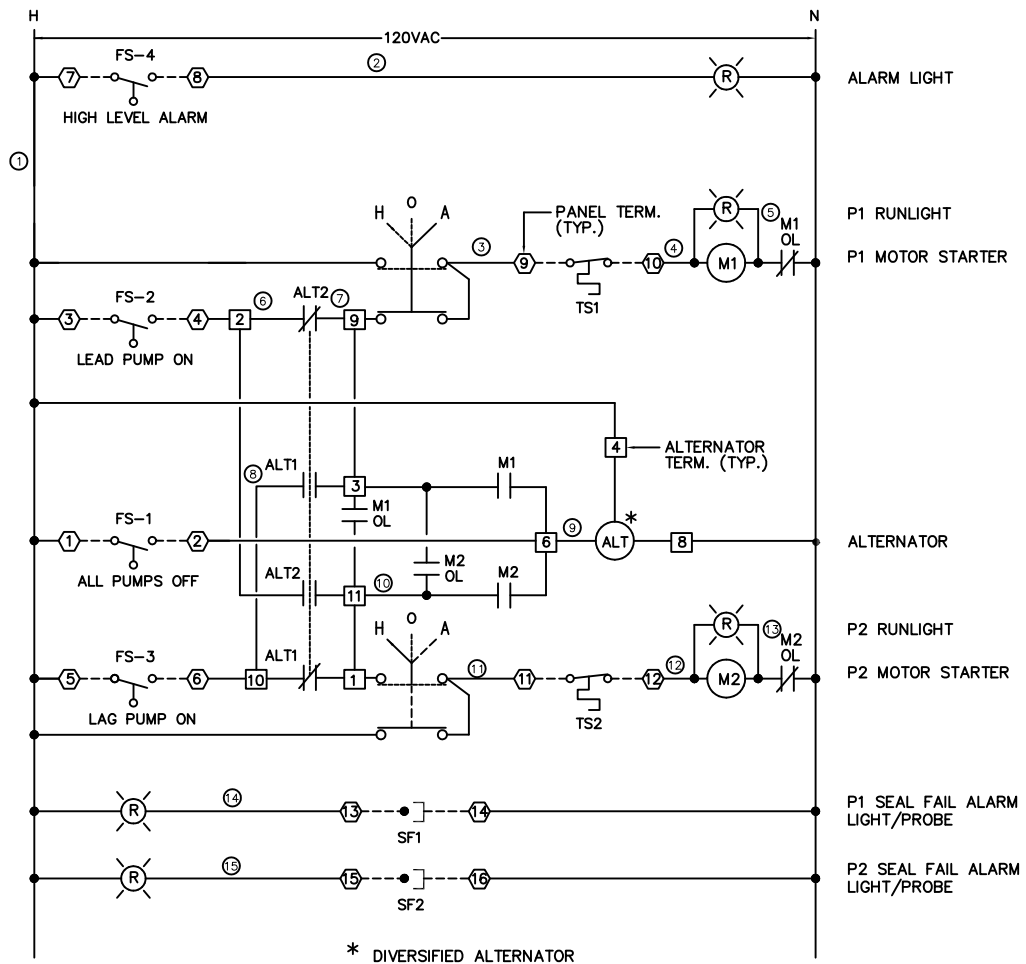 H N
120VAC
FS-4
2
7 8 R ALARM LIGHT
HIGH LEVEL ALARM
1
H O A
PANEL TERM.
(TYP.)
R 5 P1 RUNLIGHT
M1
OL
3 4
9 10 M1 P1 MOTOR STARTER
TS1
FS-2 6 ALT2 7
3 4 2 9
LEAD PUMP ON
4 ALTERNATOR
TERM. (TYP.)
8 ALT1 3 M1
M1
OL
FS-1 9 *
1 2 6 ALT 8 ALTERNATOR
ALL PUMPS OFF
M2
OL
ALT2 11 10 M2
H O A
R 13 P2 RUNLIGHT
M2
OL
FS-3 ALT1 11 12
5 6 10 1 11 12 M2 P2 MOTOR STARTER
LAG PUMP ON
TS2
14
R 13 14 P1 SEAL FAIL ALARM
LIGHT/PROBE
SF1
15
R 15 16 P2 SEAL FAIL ALARM
LIGHT/PROBE
SF2
* DIVERSIFIED ALTERNATOR